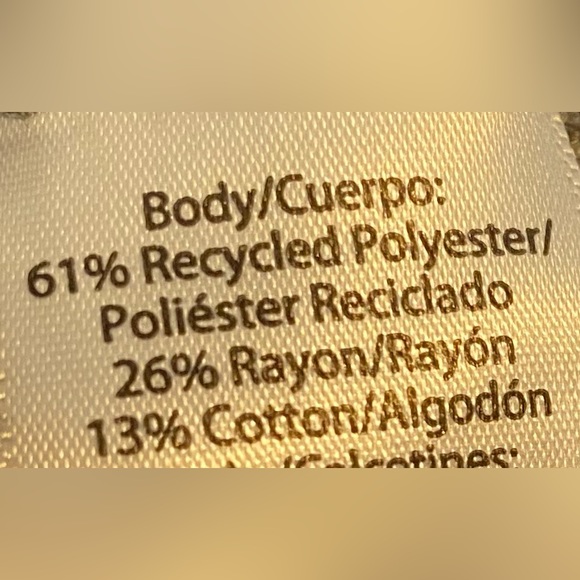 Body/Cuerpo:
61% Recycled Polyester/
Poliéster Reciclado
26% Rayon/Rayón
13% Cotton/Algodón